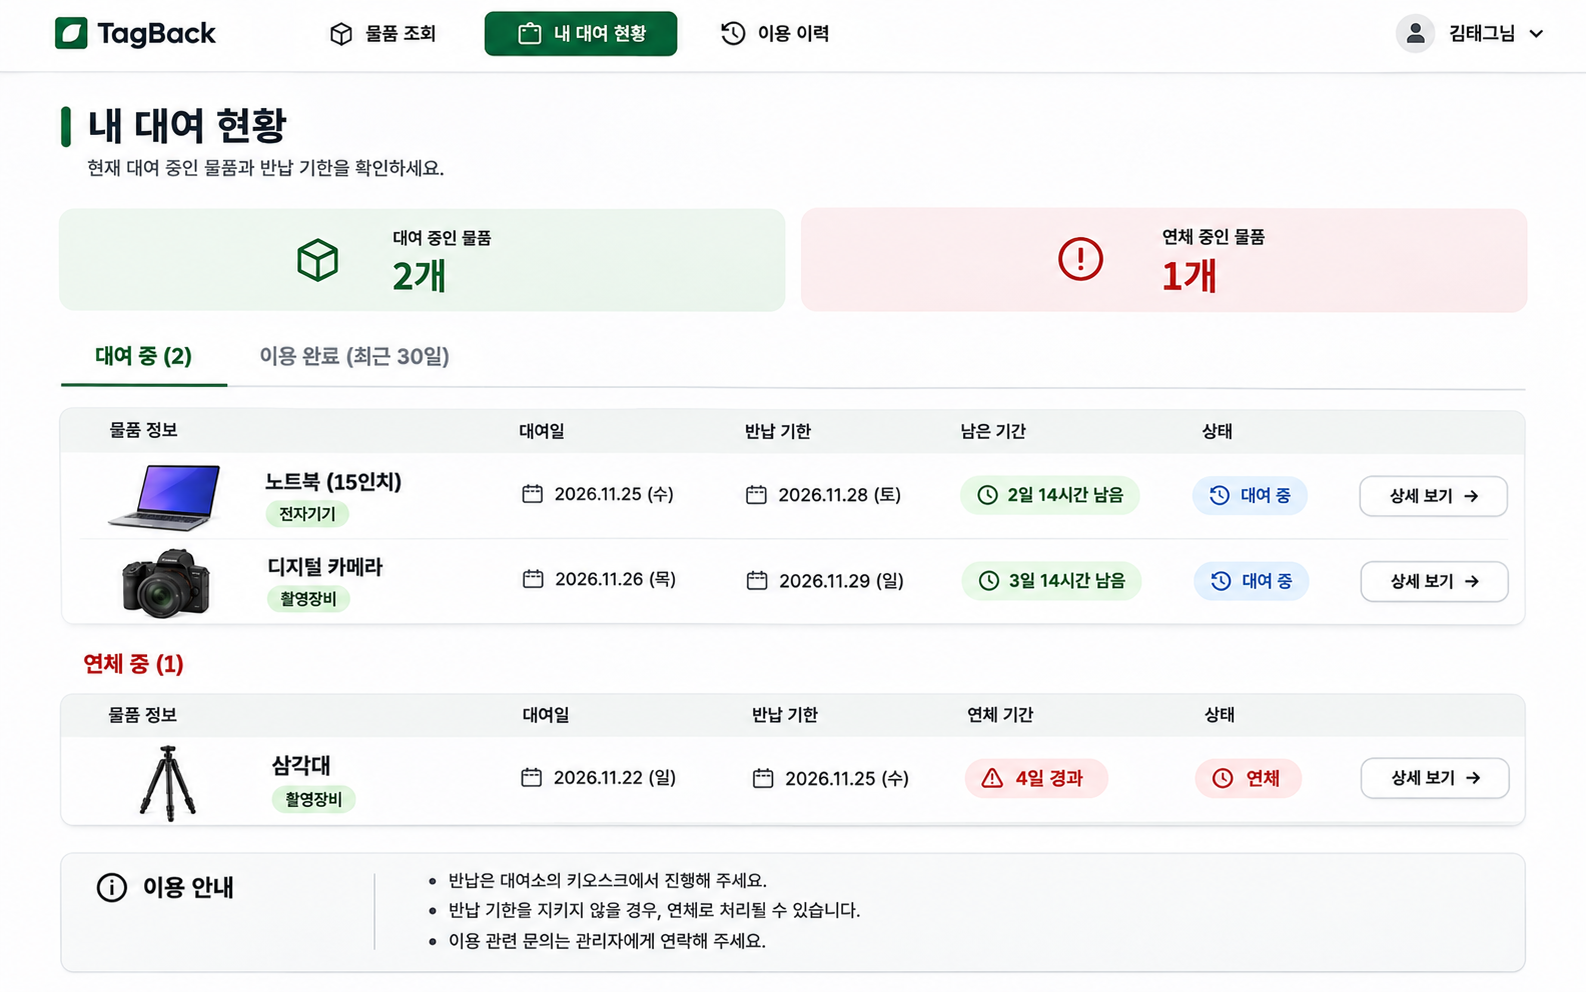 TagBack
물품 조회
내 대여 현황
이용 이력
김태그님
내 대여 현황
현재 대여 중인 물품과 반납 기한을 확인하세요.
대여 중인 물품
2개
연체 중인 물품
1개
대여 중 (2)
이용 완료 (최근 30일)
물품 정보 대여일 반납 기한 남은 기간 상태
노트북 (15인치)
전자기기
2026.11.25 (수) 2026.11.28 (토) 2일 14시간 남음 대여 중 상세 보기 →
디지털 카메라
촬영장비
2026.11.26 (목) 2026.11.29 (일) 3일 14시간 남음 대여 중 상세 보기 →
연체 중 (1)
물품 정보 대여일 반납 기한 연체 기간 상태
삼각대
촬영장비
2026.11.22 (일) 2026.11.25 (수) 4일 경과 연체 상세 보기 →
이용 안내
• 반납은 대여소의 키오스크에서 진행해 주세요.
• 반납 기한을 지키지 않을 경우, 연체로 처리될 수 있습니다.
• 이용 관련 문의는 관리자에게 연락해 주세요.